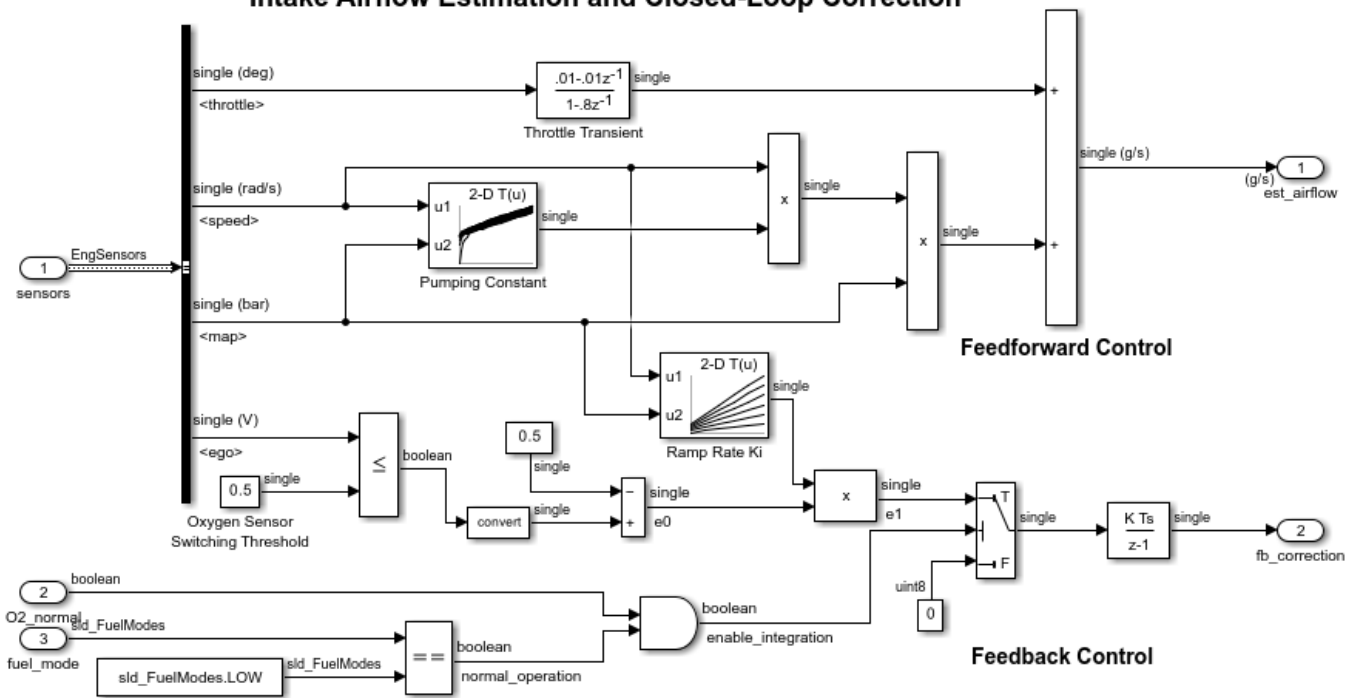 Intake Airflow Estimation and Closed-Loop Correction
single (deg)
<throttle>
.01-.01z-1
1-.8z-1
single
Throttle Transient
+
single (rad/s)
<speed>
2-D T(u)
u1
u2
single
Pumping Constant
x
single
x
single
+
single (g/s)
(g/s)
1
est_airflow
1
sensors
EngSensors
single (bar)
<map>
Feedforward Control
2-D T(u)
u1
u2
single
Ramp Rate Ki
single (V)
<ego>
0.5
single
Oxygen Sensor
Switching Threshold
≤
boolean
convert
single
0.5
single
−
+
single
e0
x
single
e1
T
F
single
K Ts
z-1
single
2
fb_correction
uint8
0
2
O2_normal
boolean
3
fuel_mode
sld_FuelModes
sld_FuelModes.LOW
sld_FuelModes
==
boolean
normal_operation
boolean
enable_integration
Feedback Control